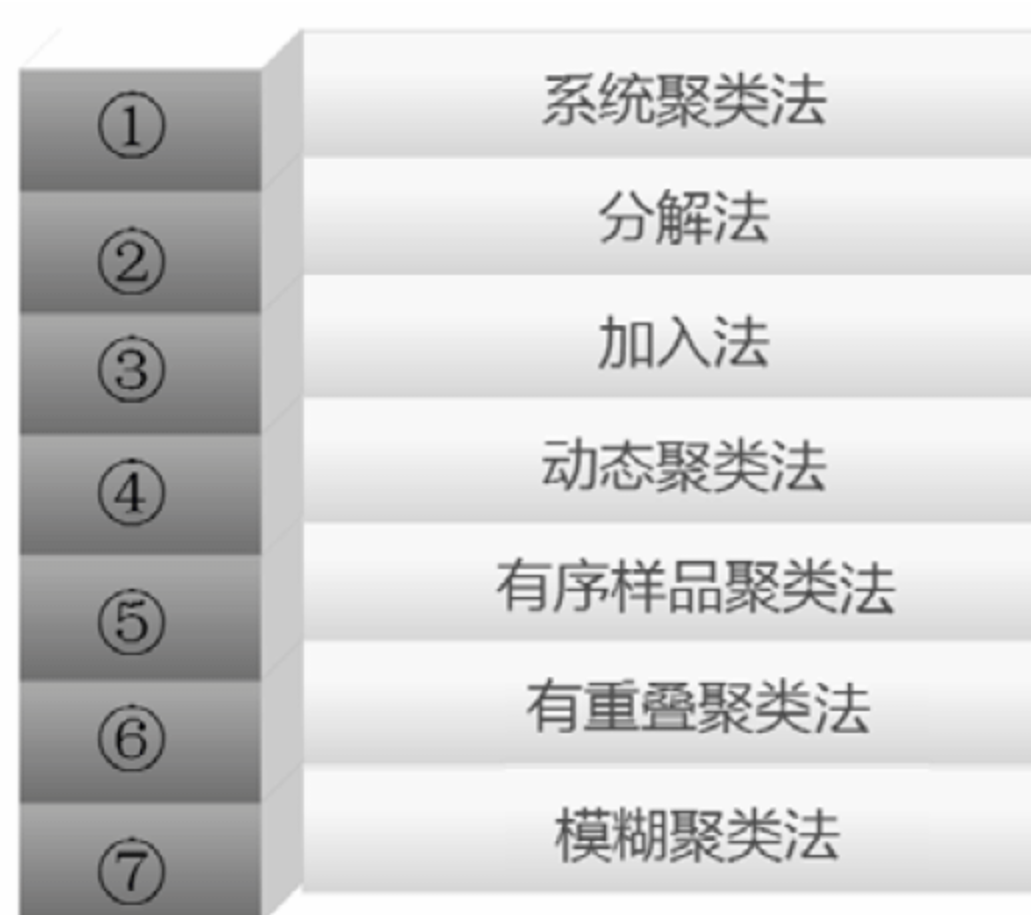 ① 系统聚类法
② 分解法
③ 加入法
④ 动态聚类法
⑤ 有序样品聚类法
⑥ 有重叠聚类法
⑦ 模糊聚类法